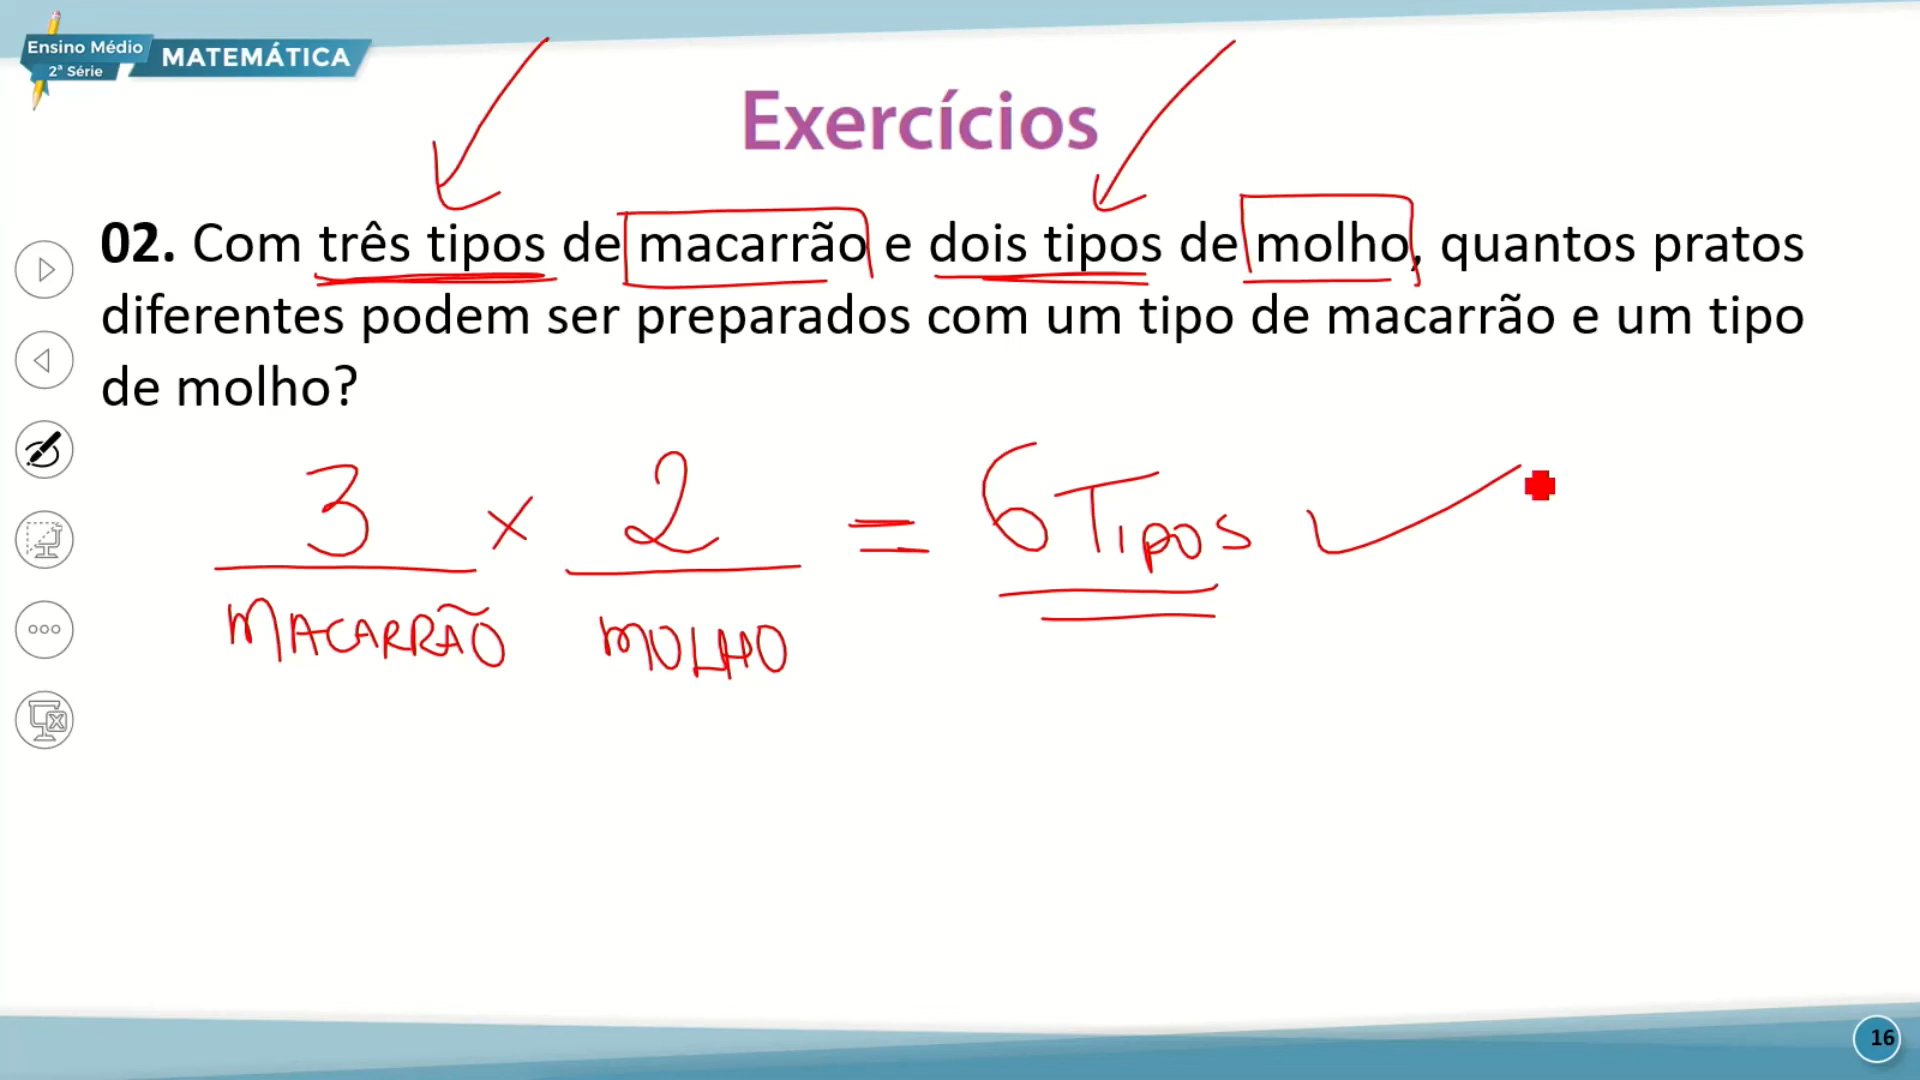 Ensino Médio
2ª Série
MATEMÁTICA
Exercícios
02. Com três tipos de macarrão e dois tipos de molho, quantos pratos
diferentes podem ser preparados com um tipo de macarrão e um tipo
de molho?
3 x 2 = 6 TIPOS
MACARRÃO MOLHO
16